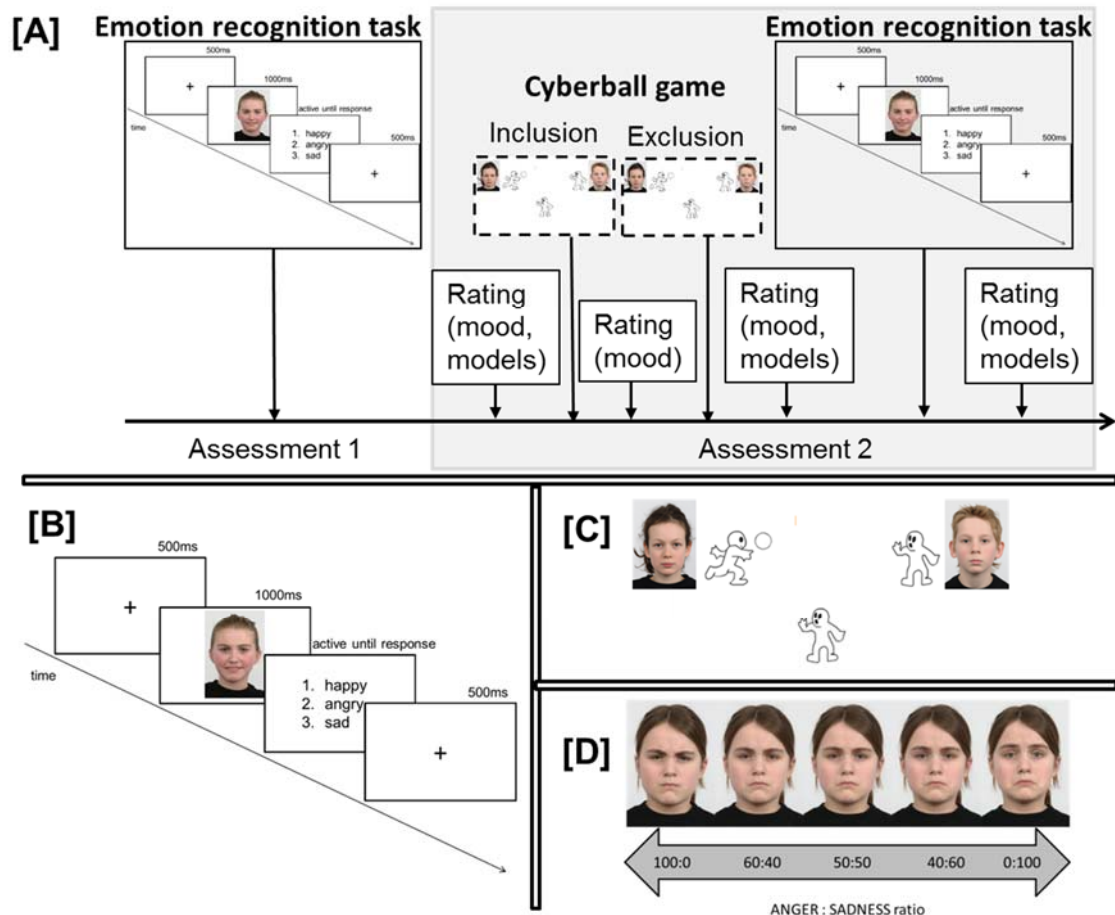 [A]
Emotion recognition task
500ms
+
1000ms
active until response
1. happy
2. angry
3. sad
500ms
+
time
Cyberball game
Inclusion
Exclusion
Emotion recognition task
500ms
+
1000ms
active until response
1. happy
2. angry
3. sad
500ms
+
time
Rating
(mood,
models)
Rating
(mood)
Rating
(mood,
models)
Rating
(mood,
models)
Assessment 1
Assessment 2
[B]
500ms
+
1000ms
active until response
1. happy
2. angry
3. sad
500ms
+
time
[C]
[D]
100:0 60:40 50:50 40:60 0:100
ANGER : SADNESS ratio